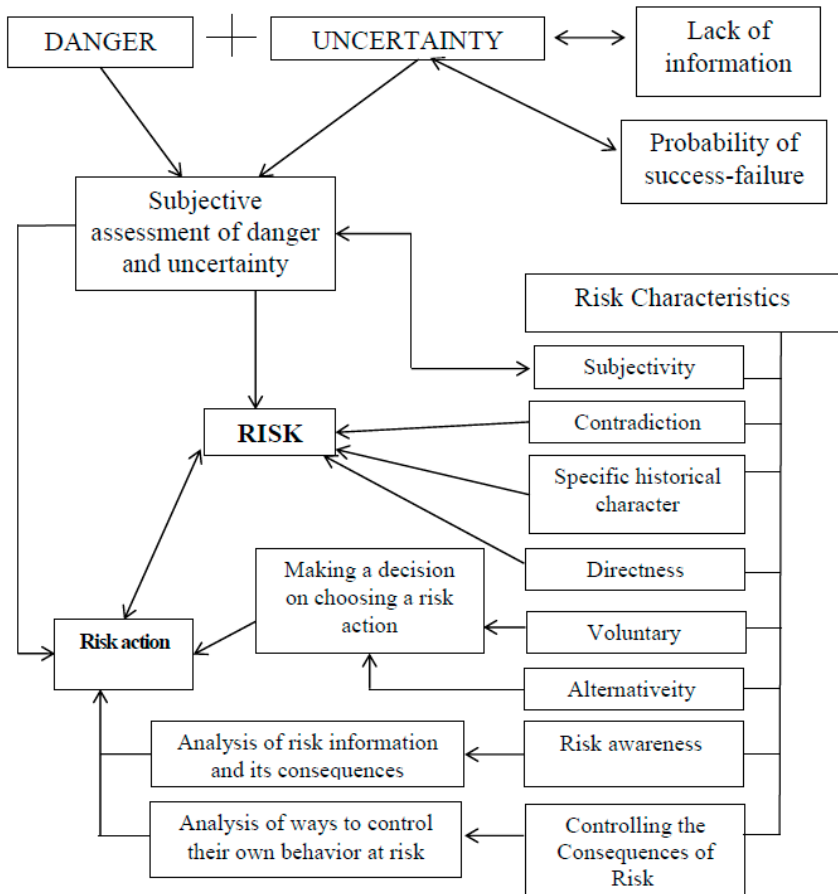 DANGER
UNCERTAINTY
Lack of
information
Probability of
success-failure
Subjective
assessment of danger
and uncertainty
Risk Characteristics
Subjectivity
RISK
Contradiction
Specific historical
character
Making a decision
on choosing a risk
action
Directness
Risk action
Voluntary
Alternativeity
Analysis of risk information
and its consequences
Risk awareness
Analysis of ways to control
their own behavior at risk
Controlling the
Consequences of
Risk